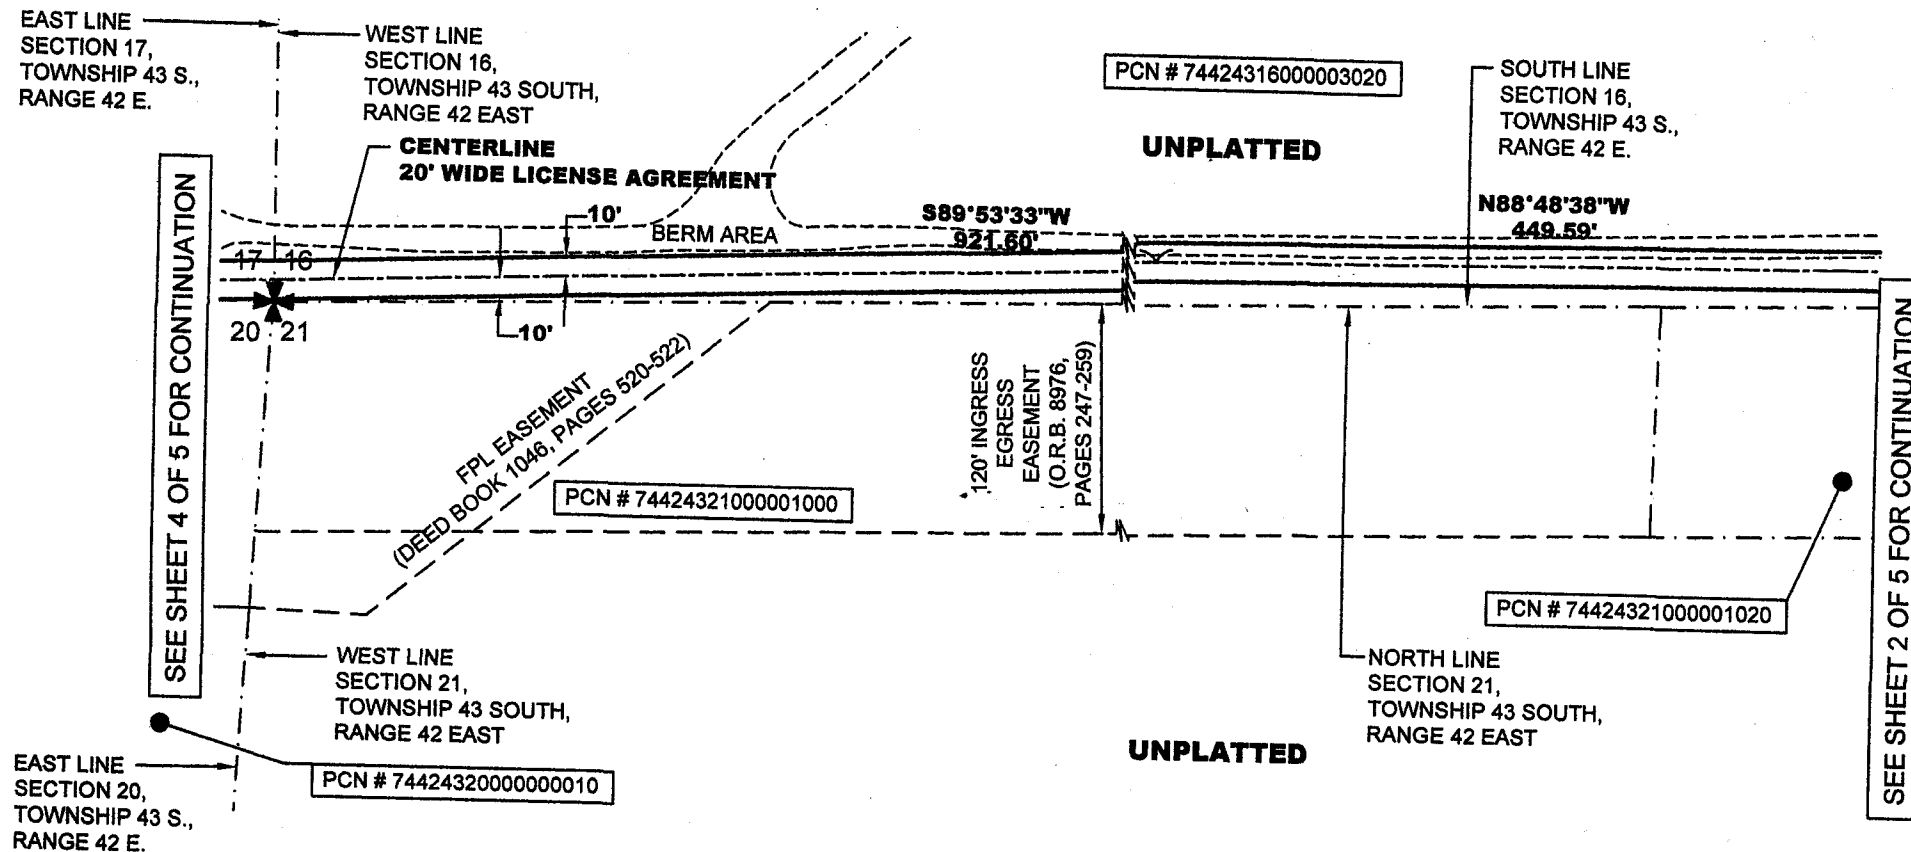 EAST LINE
SECTION 17,
TOWNSHIP 43 S.,
RANGE 42 E.
WEST LINE
SECTION 16,
TOWNSHIP 43 SOUTH,
RANGE 42 EAST
CENTERLINE
20' WIDE LICENSE AGREEMENT
PCN # 74424316000003020
UNPLATTED
SOUTH LINE
SECTION 16,
TOWNSHIP 43 S.,
RANGE 42 E.
SEE SHEET 4 OF 5 FOR CONTINUATION
10'
BERM AREA
S89°53'33"W
921.60'
N88°48'38"W
449.59'
17 16
20 21
10'
FPL EASEMENT
(DEED BOOK 1046, PAGES 520-522)
120' INGRESS
EGRESS
EASEMENT
(O.R.B. 8976,
PAGES 247-259)
PCN # 74424321000001000
PCN # 74424321000001020
SEE SHEET 2 OF 5 FOR CONTINUATION
WEST LINE
SECTION 21,
TOWNSHIP 43 SOUTH,
RANGE 42 EAST
NORTH LINE
SECTION 21,
TOWNSHIP 43 SOUTH,
RANGE 42 EAST
UNPLATTED
EAST LINE
SECTION 20,
TOWNSHIP 43 S.,
RANGE 42 E.
PCN # 74424320000000010